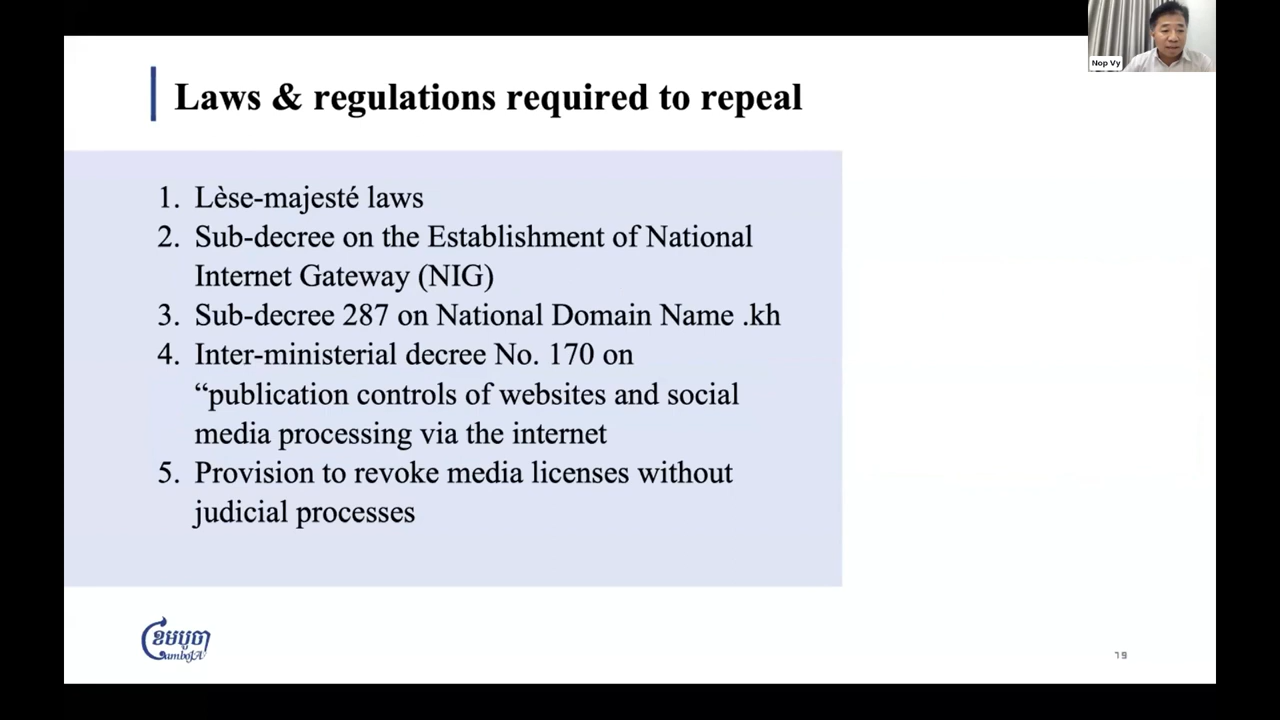 Nop Vy
Laws & regulations required to repeal
1. Lèse-majesté laws
2. Sub-decree on the Establishment of National
Internet Gateway (NIG)
3. Sub-decree 287 on National Domain Name .kh
4. Inter-ministerial decree No. 170 on
“publication controls of websites and social
media processing via the internet
5. Provision to revoke media licenses without
judicial processes
ខមបូចា
CamboJA
19